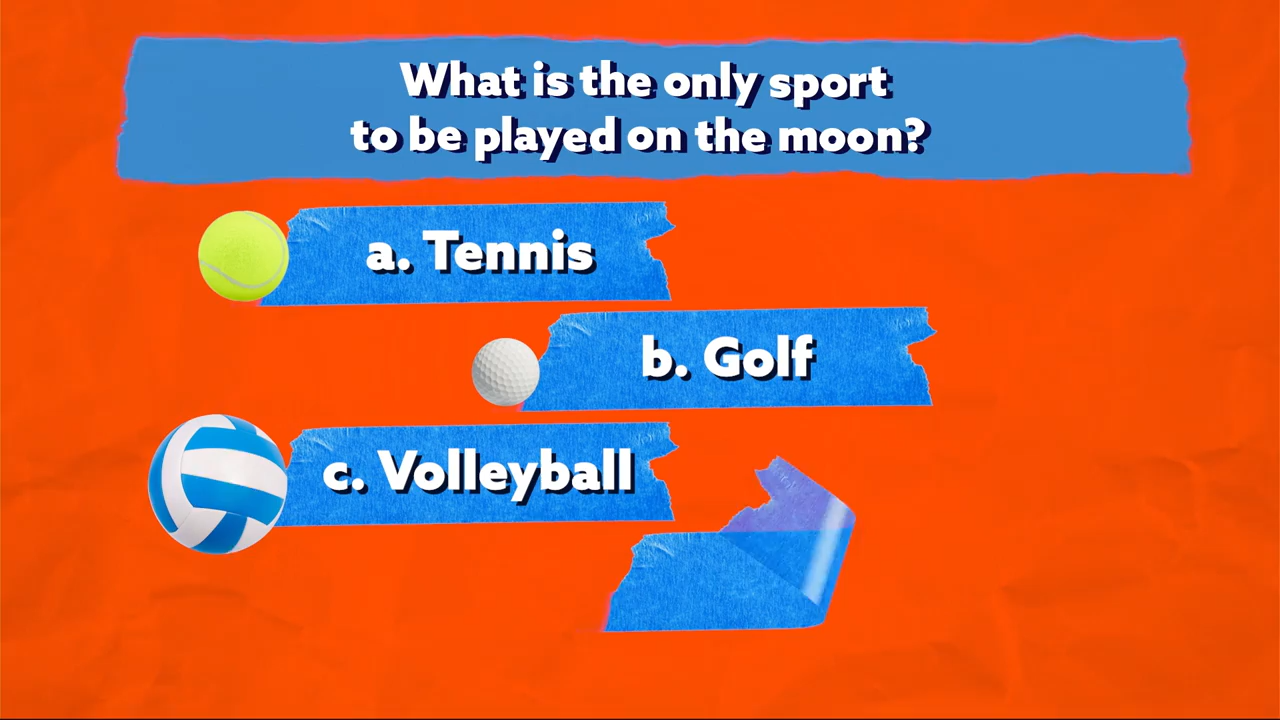 What is the only sport
to be played on the moon?
a. Tennis
b. Golf
c. Volleyball